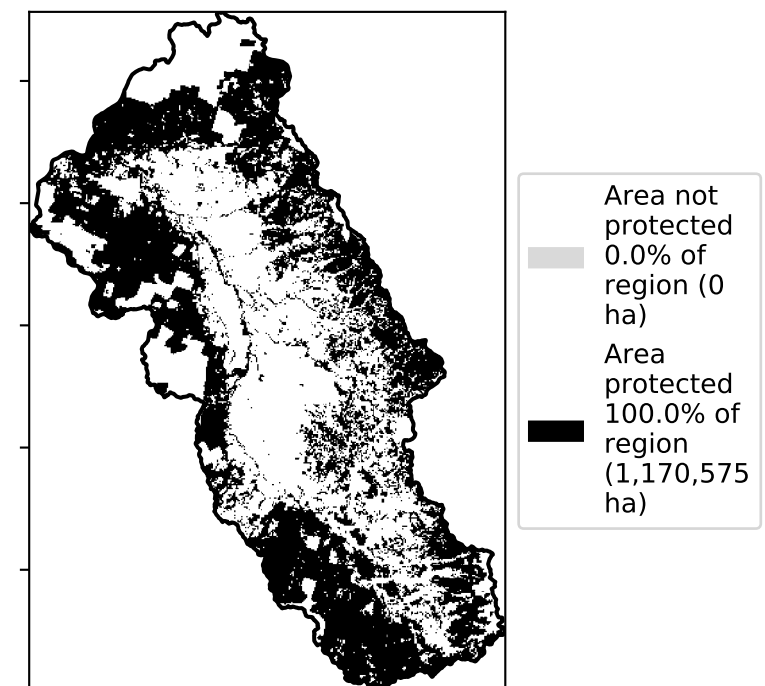 Area not
protected
0.0% of
region (0
ha)
Area
protected
100.0% of
region
(1,170,575
ha)